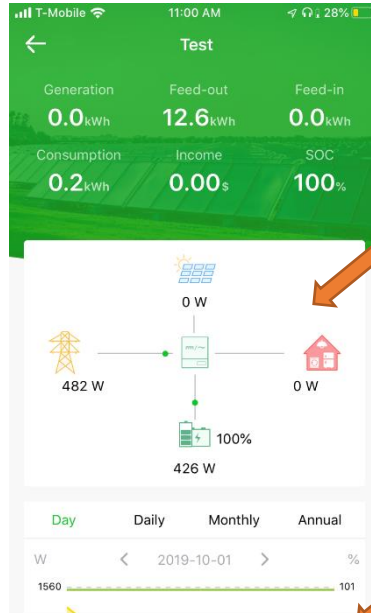 T-Mobile 11:00 AM 28%
Test
Generation Feed-out Feed-in
0.0kWh 12.6kWh 0.0kWh
Consumption Income SOC
0.2kWh 0.00$ 100%
0 W
482 W 0 W
100%
426 W
Day Daily Monthly Annual
W < 2019-10-01 > %
1560 101